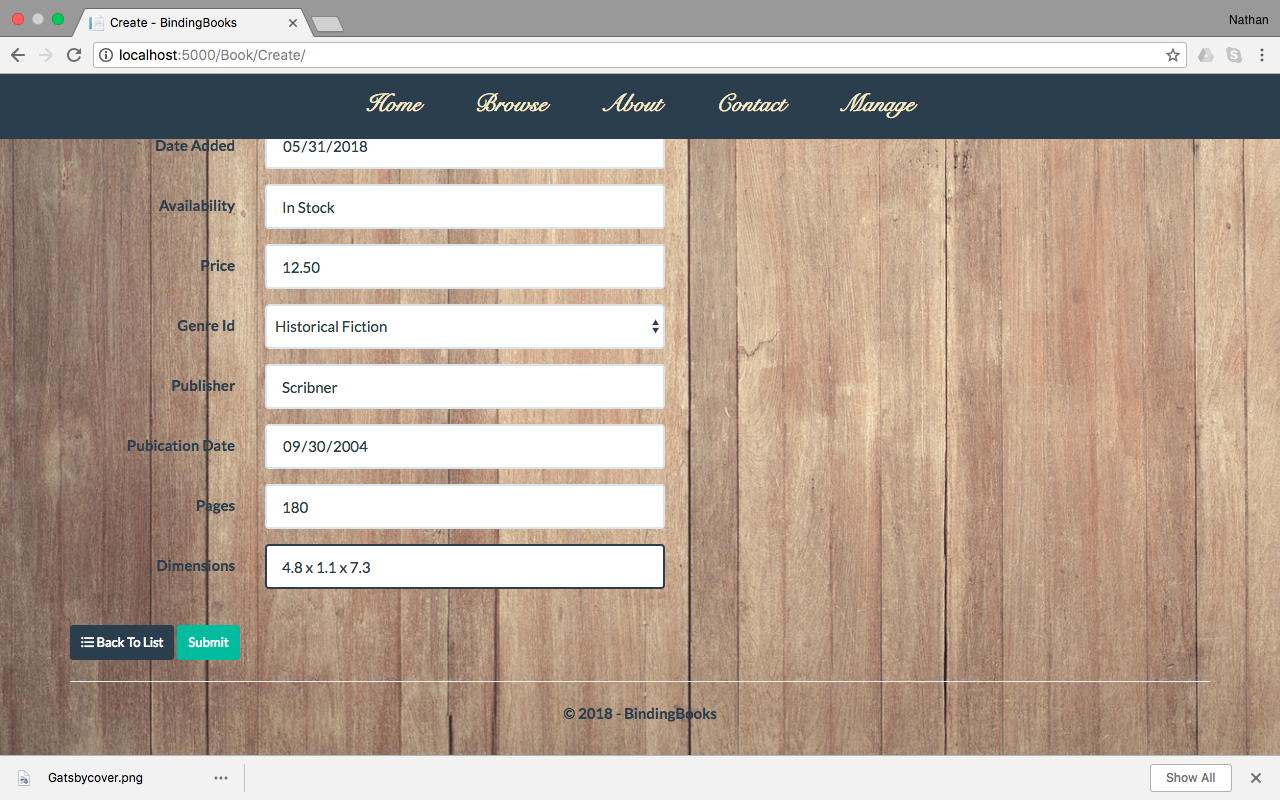 Create - BindingBooks
Nathan
localhost:5000/Book/Create/
Home Browse About Contact Manage
Date Added 05/31/2018
Availability In Stock
Price 12.50
Genre Id Historical Fiction
Publisher Scribner
Pubication Date 09/30/2004
Pages 180
Dimensions 4.8 x 1.1 x 7.3
Back To List Submit
© 2018 - BindingBooks
Gatsbycover.png Show All